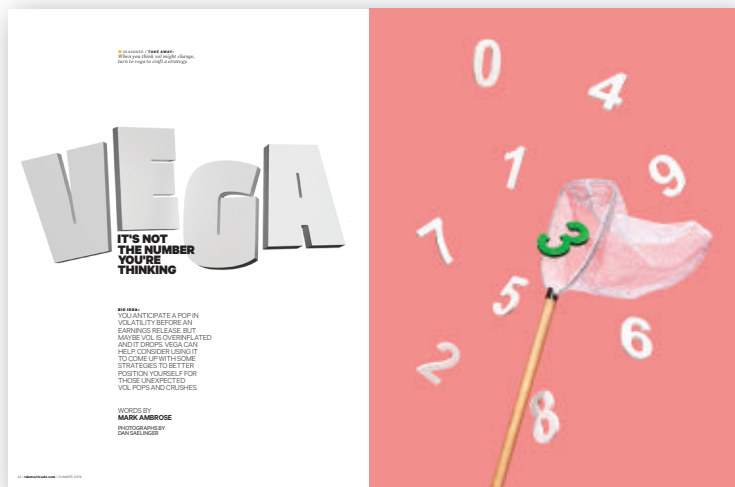 BEGINNER / TAKE AWAY:
When you think vol might change,
turn to vega to craft a strategy.
VEGA
IT'S NOT
THE NUMBER
YOU'RE
THINKING
BIG IDEA:
YOU ANTICIPATE A POP IN
VOLATILITY BEFORE AN
EARNINGS RELEASE. BUT
MAYBE VOL IS OVERINFLATED
AND IT DROPS. VEGA CAN
HELP. CONSIDER USING IT
TO COME UP WITH SOME
STRATEGIES TO BETTER
POSITION YOURSELF FOR
THOSE UNEXPECTED
VOL POPS AND CRUSHES.
WORDS BY
MARK AMBROSE
PHOTOGRAPHS BY
DAN SAELINGER
0
4
1
9
7
3
5
6
2
8